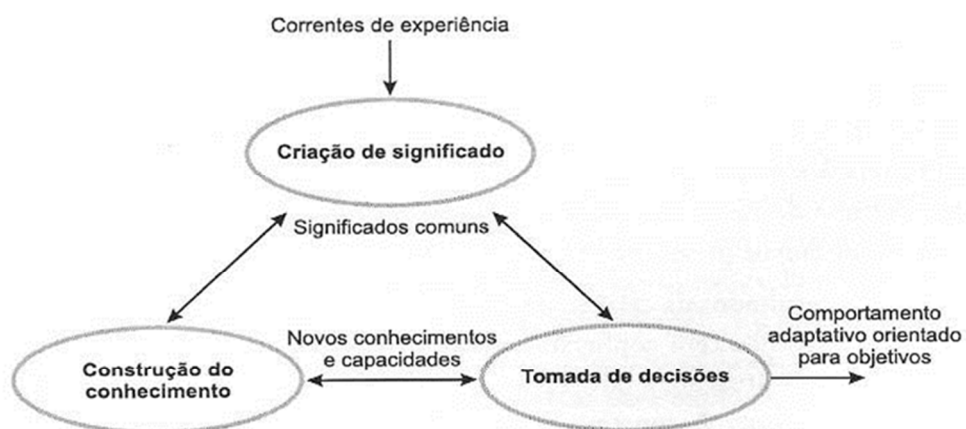 Correntes de experiência
Criação de significado
Significados comuns
Novos conhecimentos
e capacidades
Construção do
conhecimento
Tomada de decisões
Comportamento
adaptativo orientado
para objetivos